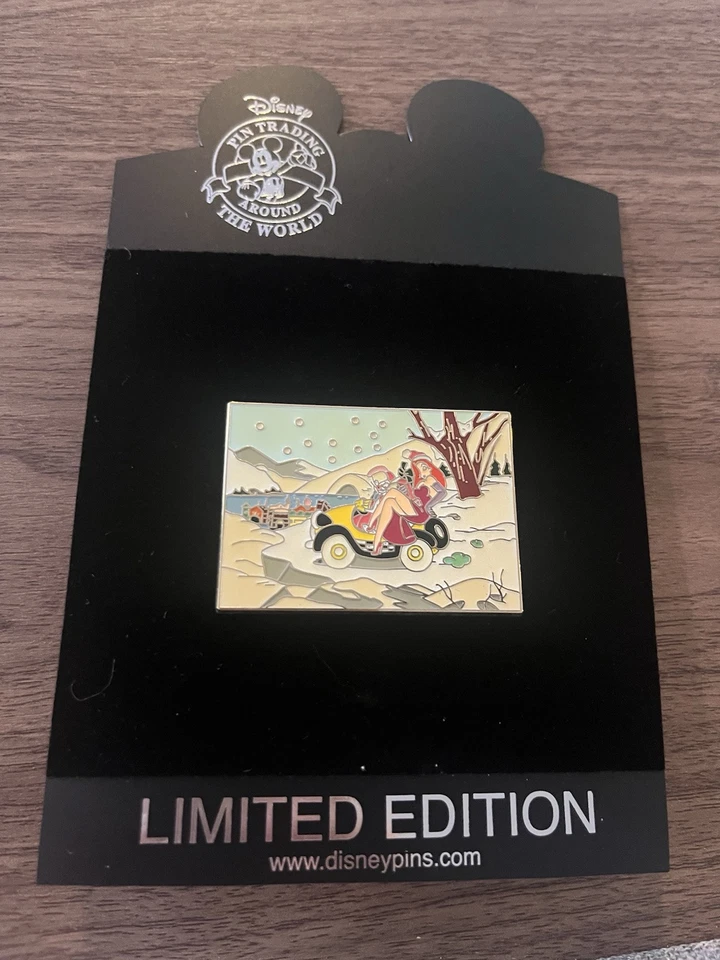 Disney
PIN TRADING
AROUND
THE WORLD
LIMITED EDITION
www.disneypins.com